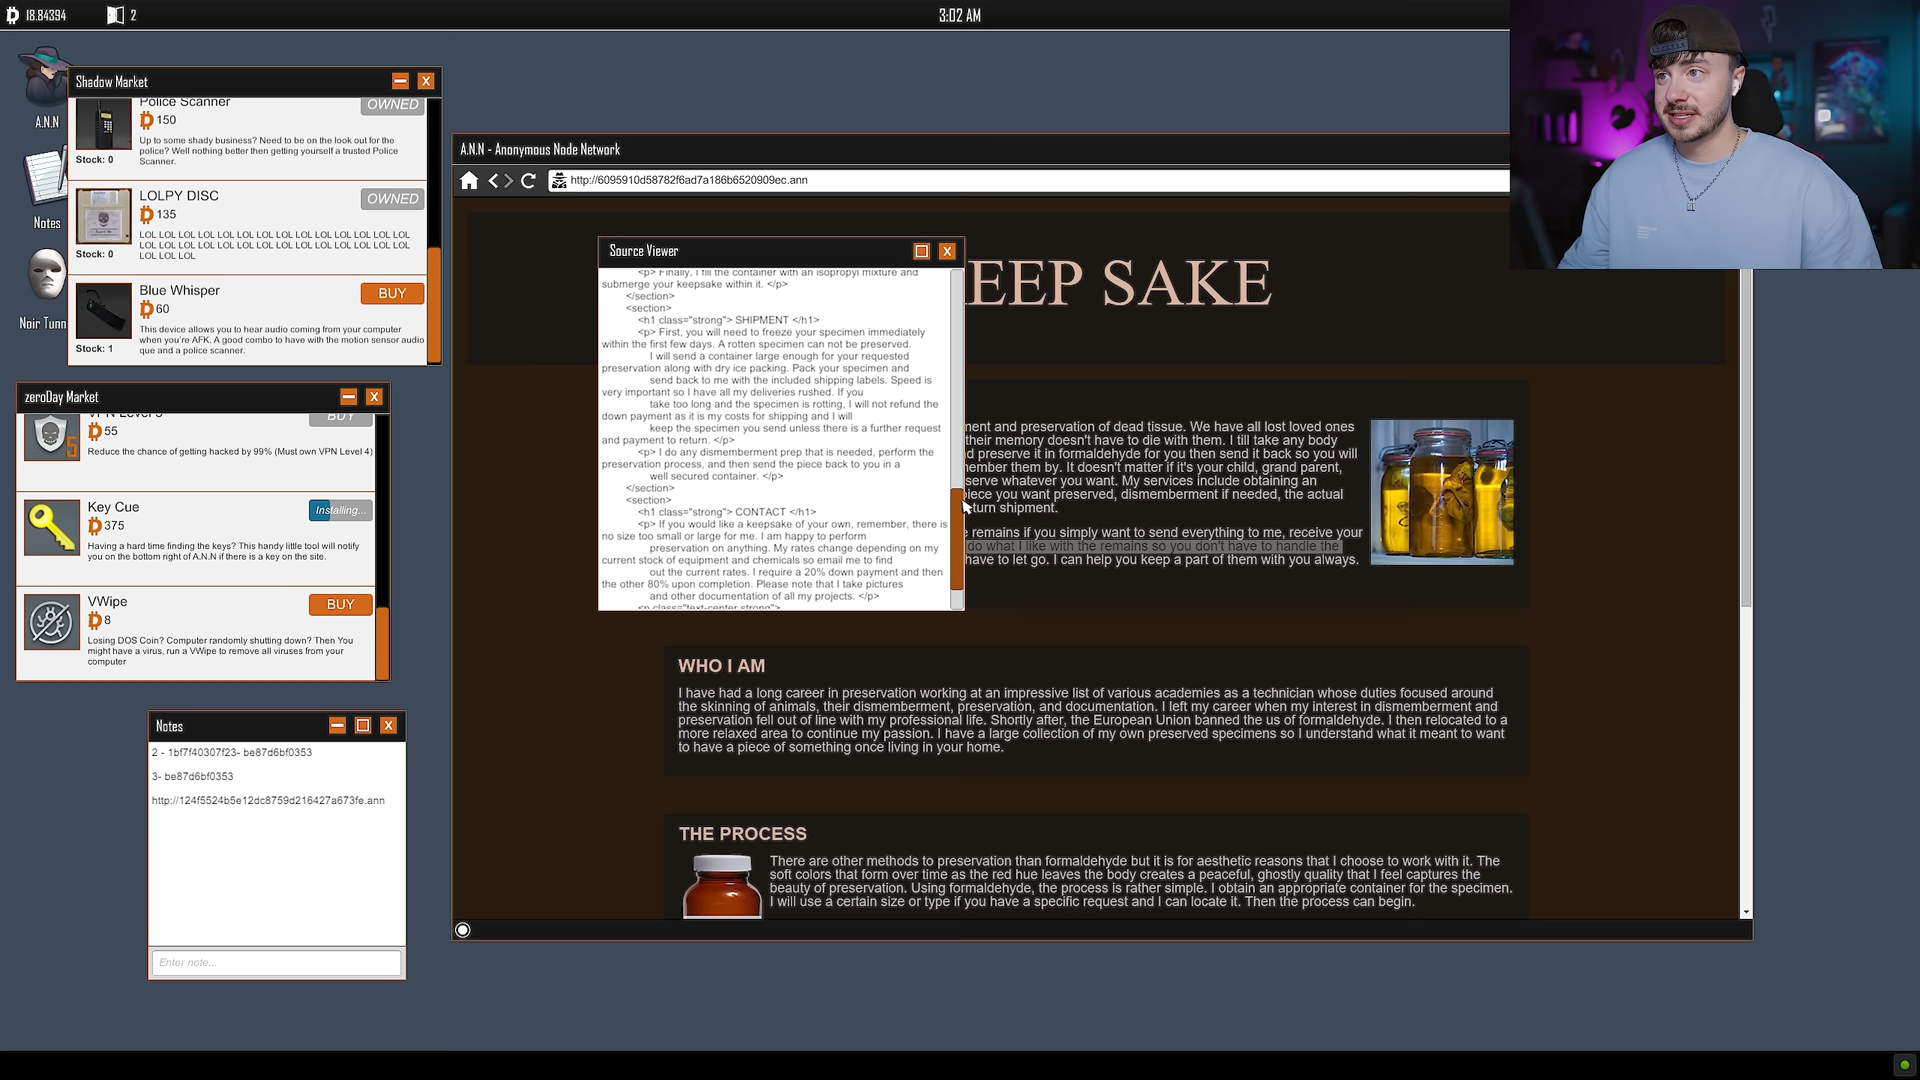 18.84394
2
3:02 AM
A.N.N
Notes
Noir Tunn
Shadow Market
Police Scanner
OWNED
150
Up to some shady business? Need to be on the look out for the
police? Well nothing better then getting yourself a trusted Police
Scanner.
Stock: 0
LOLPY DISC
OWNED
135
LOL LOL LOL LOL LOL LOL LOL LOL LOL LOL LOL LOL LOL LOL
LOL LOL LOL LOL LOL LOL LOL LOL LOL LOL LOL LOL LOL LOL
LOL LOL LOL
Stock: 0
Blue Whisper
BUY
60
This device allows you to hear audio coming from your computer
when you're AFK. A good combo to have with the motion sensor audio
que and a police scanner.
Stock: 1
zeroDay Market
BUY
5
55
Reduce the chance of getting hacked by 99% (Must own VPN Level 4)
Key Cue
Installing...
375
Having a hard time finding the keys? This handy little tool will notify
you on the bottom right of A.N.N if there is a key on the site.
VWipe
BUY
8
Losing DOS Coin? Computer randomly shutting down? Then You
might have a virus, run a VWipe to remove all viruses from your
computer
Notes
2 - 1bf7f40307f23- be87d6bf0353
3- be87d6bf0353
http://124f5524b5e12dc8759d216427a673fe.ann
Enter note...
A.N.N - Anonymous Node Network
http://6095910d58782f6ad7a186b6520909ec.ann
Source Viewer
<p> Finally, I fill the container with an isopropyl mixture and
submerge your keepsake within it. </p>
</section>
<section>
<h1 class="strong"> SHIPMENT </h1>
<p> First, you will need to freeze your specimen immediately
within the first few days. A rotten specimen can not be preserved.
I will send a container large enough for your requested
preservation along with dry ice packing. Pack your specimen and
send back to me with the included shipping labels. Speed is
very important so I have all my deliveries rushed. If you
take too long and the specimen is rotting, I will not refund the
down payment as it is my costs for shipping and I will
keep the specimen you send unless there is a further request
and payment to return. </p>
<p> I do any dismemberment prep that is needed, perform the
preservation process, and then send the piece back to you in a
well secured container. </p>
</section>
<section>
<h1 class="strong"> CONTACT </h1>
<p> If you would like a keepsake of your own, remember, there is
no size too small or large for me. I am happy to perform
preservation on anything. My rates change depending on my
current stock of equipment and chemicals so email me to find
out the current rates. I require a 20% down payment and then
the other 80% upon completion. Please note that I take pictures
and other documentation of all my projects. </p>
<p class="text-center strong">
EEP SAKE
ment and preservation of dead tissue. We have all lost loved ones
their memory doesn't have to die with them. I till take any body
d preserve it in formaldehyde for you then send it back so you will
member them by. It doesn't matter if it's your child, grand parent,
serve whatever you want. My services include obtaining an
piece you want preserved, dismemberment if needed, the actual
turn shipment.
e remains if you simply want to send everything to me, receive your
do what I like with the remains so you don't have to handle the
have to let go. I can help you keep a part of them with you always.
WHO I AM
I have had a long career in preservation working at an impressive list of various academies as a technician whose duties focused around
the skinning of animals, their dismemberment, preservation, and documentation. I left my career when my interest in dismemberment and
preservation fell out of line with my professional life. Shortly after, the European Union banned the us of formaldehyde. I then relocated to a
more relaxed area to continue my passion. I have a large collection of my own preserved specimens so I understand what it meant to want
to have a piece of something once living in your home.
THE PROCESS
There are other methods to preservation than formaldehyde but it is for aesthetic reasons that I choose to work with it. The
soft colors that form over time as the red hue leaves the body creates a peaceful, ghostly quality that I feel captures the
beauty of preservation. Using formaldehyde, the process is rather simple. I obtain an appropriate container for the specimen.
I will use a certain size or type if you have a specific request and I can locate it. Then the process can begin.